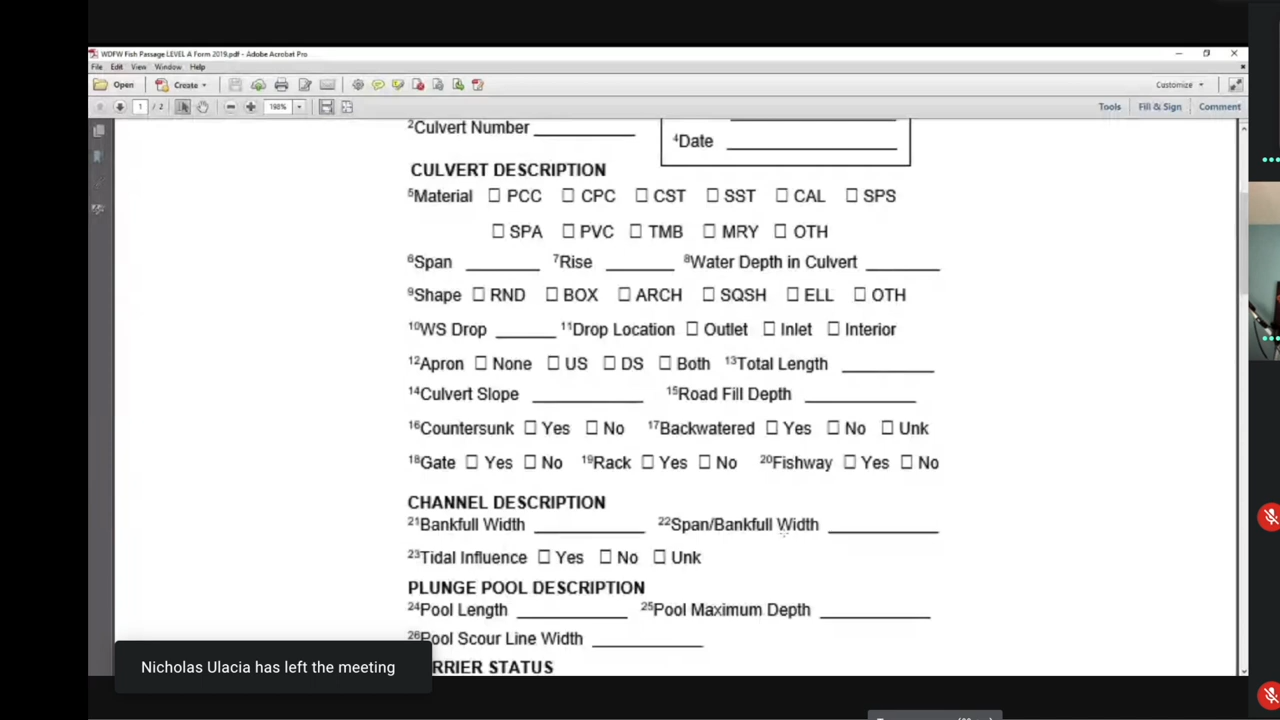 WDFW Fish Passage LEVEL A Form 2019.pdf - Adobe Acrobat Pro
File Edit View Window Help
Open Create Customize
1 / 2 198% Tools Fill & Sign Comment
2Culvert Number
4Date
CULVERT DESCRIPTION
5Material PCC CPC CST SST CAL SPS
SPA PVC TMB MRY OTH
6Span 7Rise 8Water Depth in Culvert
9Shape RND BOX ARCH SQSH ELL OTH
10WS Drop 11Drop Location Outlet Inlet Interior
12Apron None US DS Both 13Total Length
14Culvert Slope 15Road Fill Depth
16Countersunk Yes No 17Backwatered Yes No Unk
18Gate Yes No 19Rack Yes No 20Fishway Yes No
CHANNEL DESCRIPTION
21Bankfull Width 22Span/Bankfull Width
23Tidal Influence Yes No Unk
PLUNGE POOL DESCRIPTION
24Pool Length 25Pool Maximum Depth
26Pool Scour Line Width
RRIER STATUS
Nicholas Ulacia has left the meeting